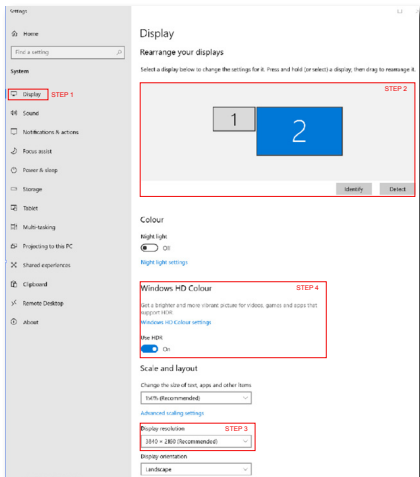 Settings
Home
Find a setting
System
Display STEP 1
Sound
Notifications & actions
Focus assist
Power & sleep
Storage
Tablet
Multi-tasking
Projecting to this PC
Shared experiences
Clipboard
Remote Desktop
About
Display
Rearrange your displays
Select a display below to change the settings for it. Press and hold (or select) a display, then drag to rearrange it.
STEP 2
1
2
Identify Detect
Colour
Night light
Off
Night light settings
Windows HD Colour STEP 4
Get a brighter and more vibrant picture for videos, games and apps that
support HDR.
Windows HD Colour settings
Use HDR
On
Scale and layout
Change the size of text, apps and other items
(Recommended)
Advanced scaling settings
Display resolution STEP 3
3840 × 2160 (Recommended)
Display orientation
Landscape